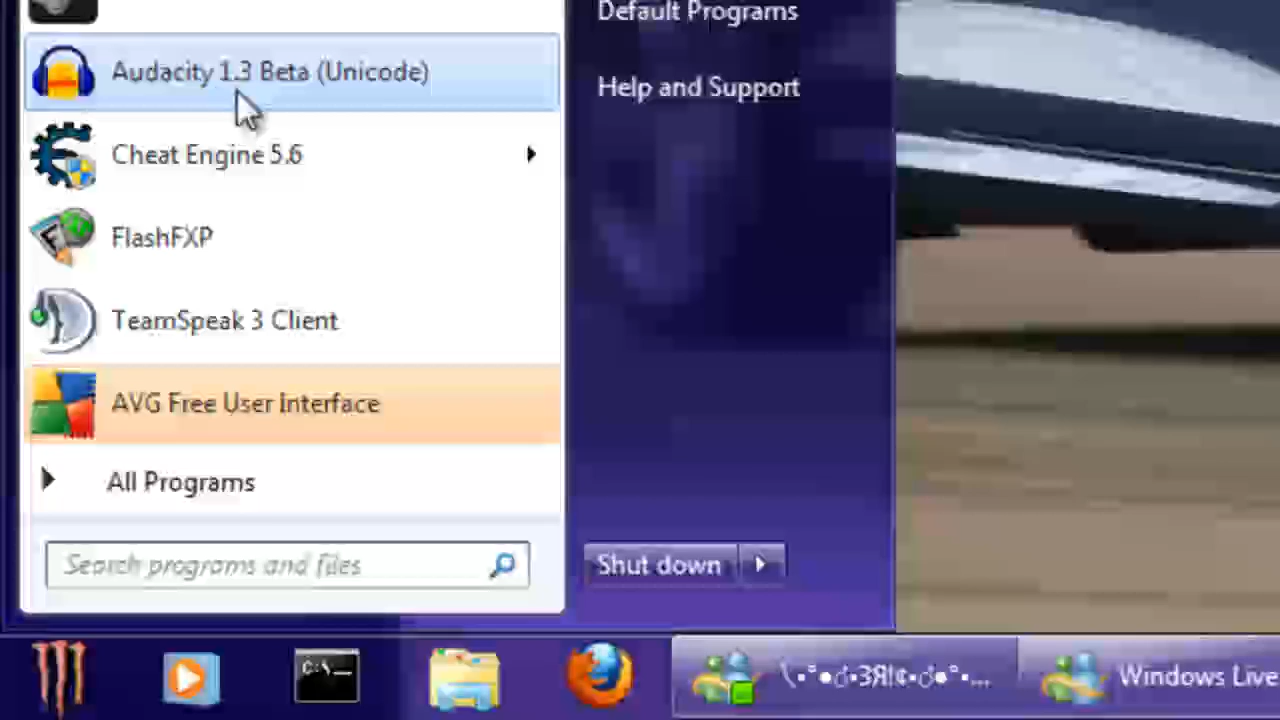 Default Programs
Audacity 1.3 Beta (Unicode)
Help and Support
Cheat Engine 5.6
FlashFXP
TeamSpeak 3 Client
AVG Free User Interface
All Programs
Search programs and files
Shut down
C:\_
Windows Live